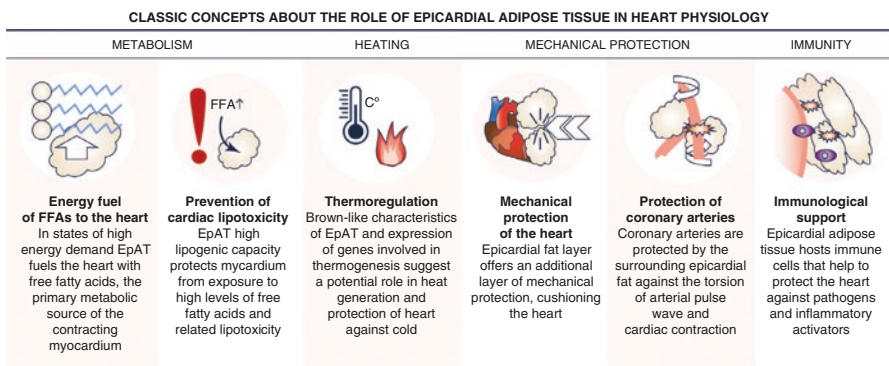 CLASSIC CONCEPTS ABOUT THE ROLE OF EPICARDIAL ADIPOSE TISSUE IN HEART PHYSIOLOGY
METABOLISM
HEATING
MECHANICAL PROTECTION
IMMUNITY
FFA↑
C°
Energy fuel
of FFAs to the heart
In states of high
energy demand EpAT
fuels the heart with
free fatty acids, the
primary metabolic
source of the
contracting
myocardium
Prevention of
cardiac lipotoxicity
EpAT high
lipogenic capacity
protects mycardium
from exposure to
high levels of free
fatty acids and
related lipotoxicity
Thermoregulation
Brown-like characteristics
of EpAT and expression
of genes involved in
thermogenesis suggest
a potential role in heat
generation and
protection of heart
against cold
Mechanical
protection
of the heart
Epicardial fat layer
offers an additional
layer of mechanical
protection, cushioning
the heart
Protection of
coronary arteries
Coronary arteries are
protected by the
surrounding epicardial
fat against the torsion
of arterial pulse
wave and
cardiac contraction
Immunological
support
Epicardial adipose
tissue hosts immune
cells that help to
protect the heart
against pathogens
and inflammatory
activators